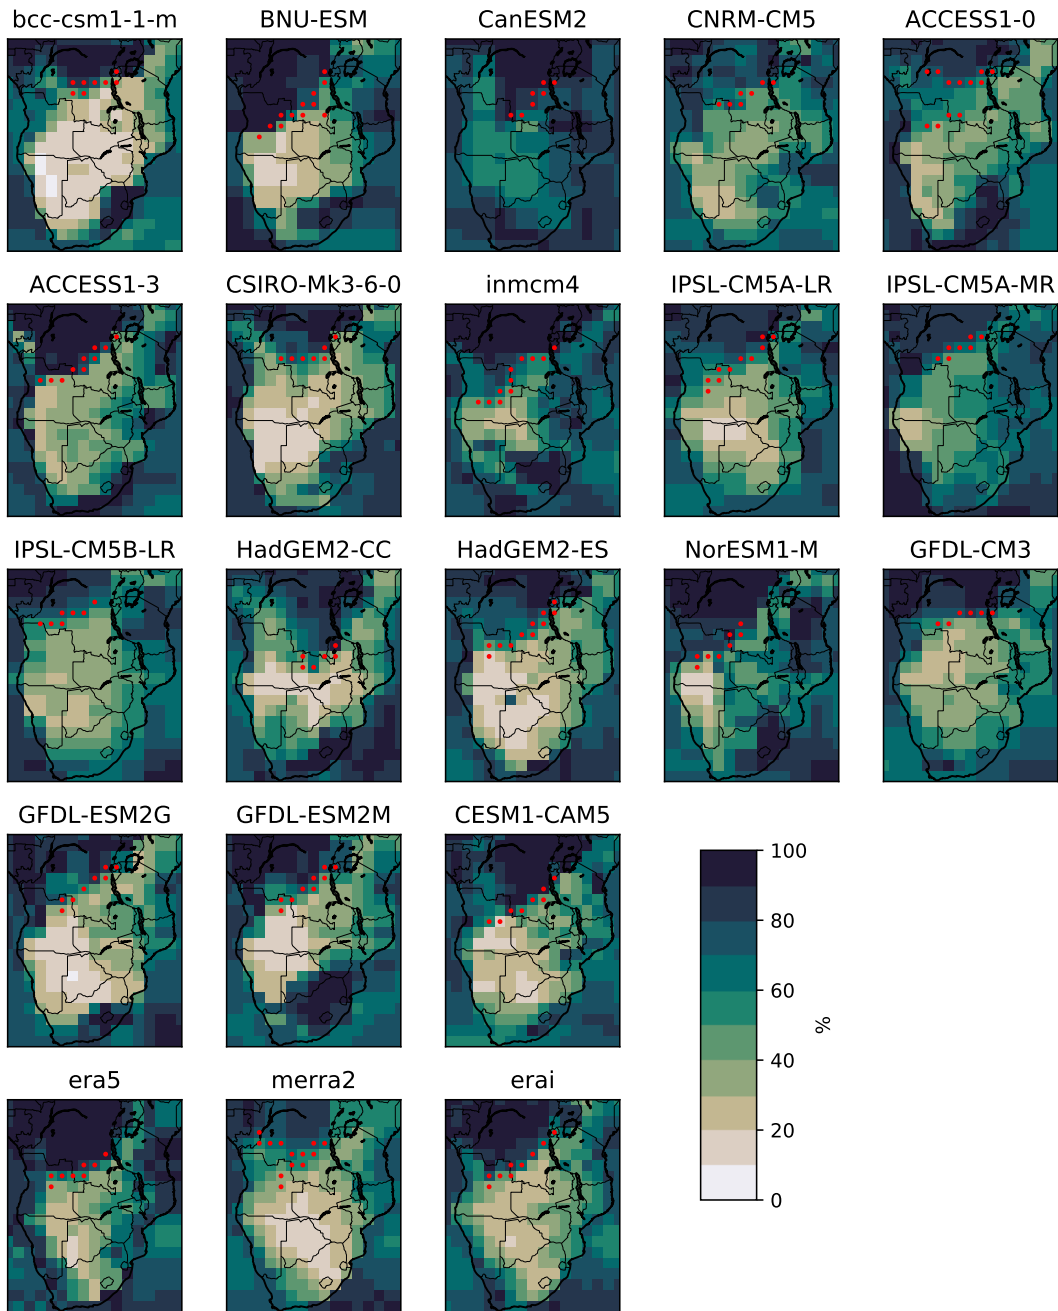 bcc-csm1-1-m
BNU-ESM
CanESM2
CNRM-CM5
ACCESS1-0
ACCESS1-3
CSIRO-Mk3-6-0
inmcm4
IPSL-CM5A-LR
IPSL-CM5A-MR
IPSL-CM5B-LR
HadGEM2-CC
HadGEM2-ES
NorESM1-M
GFDL-CM3
GFDL-ESM2G
GFDL-ESM2M
CESM1-CAM5
100
80
60
%
40
20
0
era5
merra2
erai